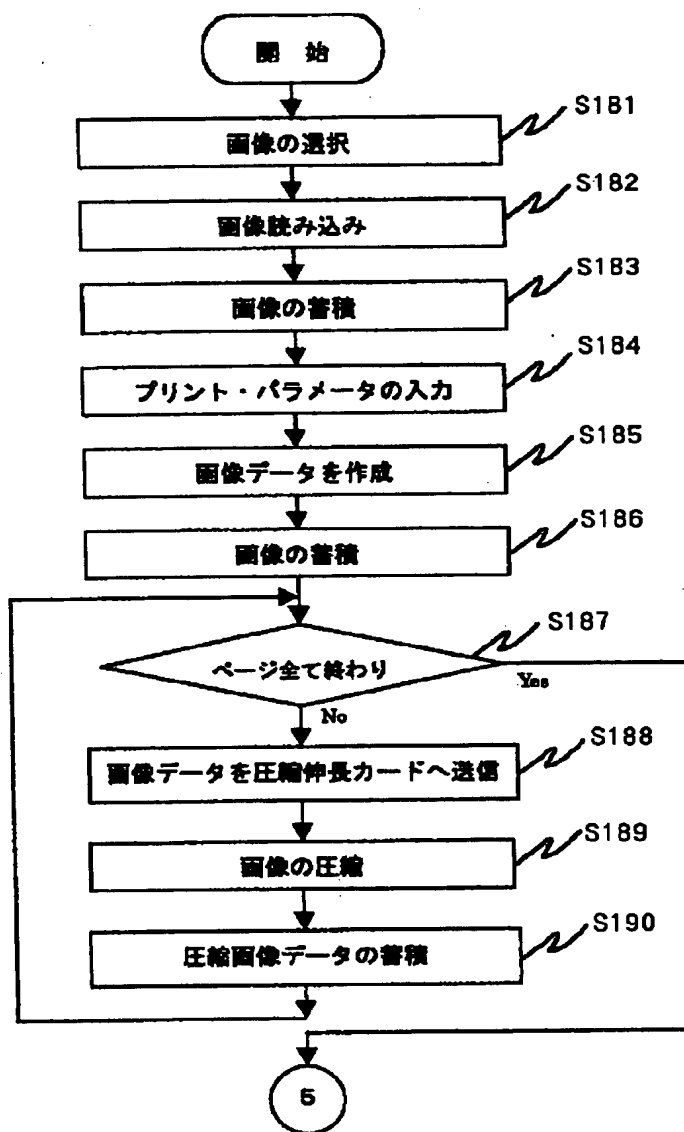 開 始
S181
画像の選択
S182
画像読み込み
S183
画像の蓄積
S184
プリント・パラメータの入力
S185
画像データを作成
S186
画像の蓄積
S187
ページ全て終わり
Yes
No
S188
画像データを圧縮伸長カードへ送信
S189
画像の圧縮
S190
圧縮画像データの蓄積
5